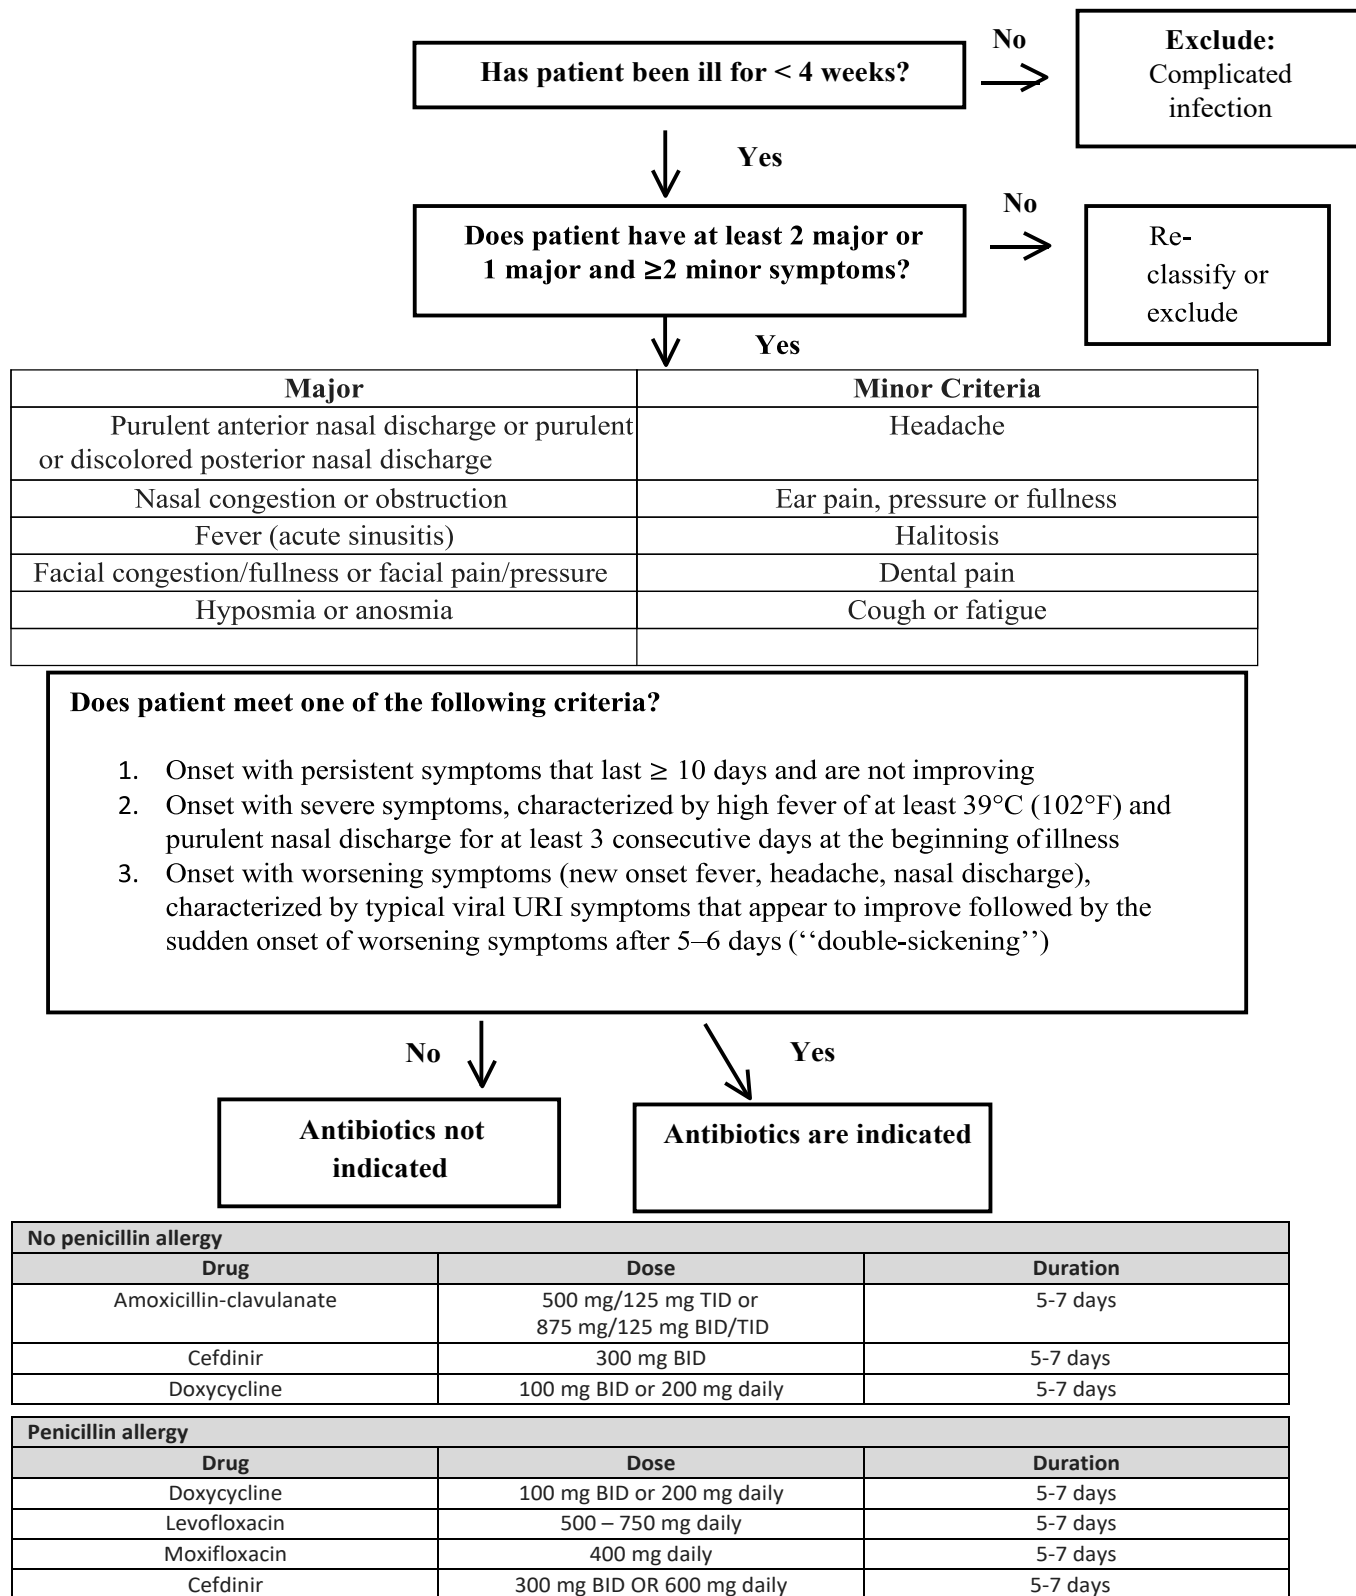 Has patient been ill for < 4 weeks?
No
Exclude:
Complicated
infection
Yes
Does patient have at least 2 major or
1 major and ≥2 minor symptoms?
No
Re-
classify or
exclude
Yes
Major
Minor Criteria
Purulent anterior nasal discharge or purulent
or discolored posterior nasal discharge
Headache
Nasal congestion or obstruction
Ear pain, pressure or fullness
Fever (acute sinusitis)
Halitosis
Facial congestion/fullness or facial pain/pressure
Dental pain
Hyposmia or anosmia
Cough or fatigue
Does patient meet one of the following criteria?
1. Onset with persistent symptoms that last ≥ 10 days and are not improving
2. Onset with severe symptoms, characterized by high fever of at least 39°C (102°F) and
purulent nasal discharge for at least 3 consecutive days at the beginning of illness
3. Onset with worsening symptoms (new onset fever, headache, nasal discharge),
characterized by typical viral URI symptoms that appear to improve followed by the
sudden onset of worsening symptoms after 5–6 days (‘‘double-sickening’’)
No
Yes
Antibiotics not
indicated
Antibiotics are indicated
No penicillin allergy
Drug
Dose
Duration
Amoxicillin-clavulanate
500 mg/125 mg TID or
875 mg/125 mg BID/TID
5-7 days
Cefdinir
300 mg BID
5-7 days
Doxycycline
100 mg BID or 200 mg daily
5-7 days
Penicillin allergy
Drug
Dose
Duration
Doxycycline
100 mg BID or 200 mg daily
5-7 days
Levofloxacin
500 – 750 mg daily
5-7 days
Moxifloxacin
400 mg daily
5-7 days
Cefdinir
300 mg BID OR 600 mg daily
5-7 days